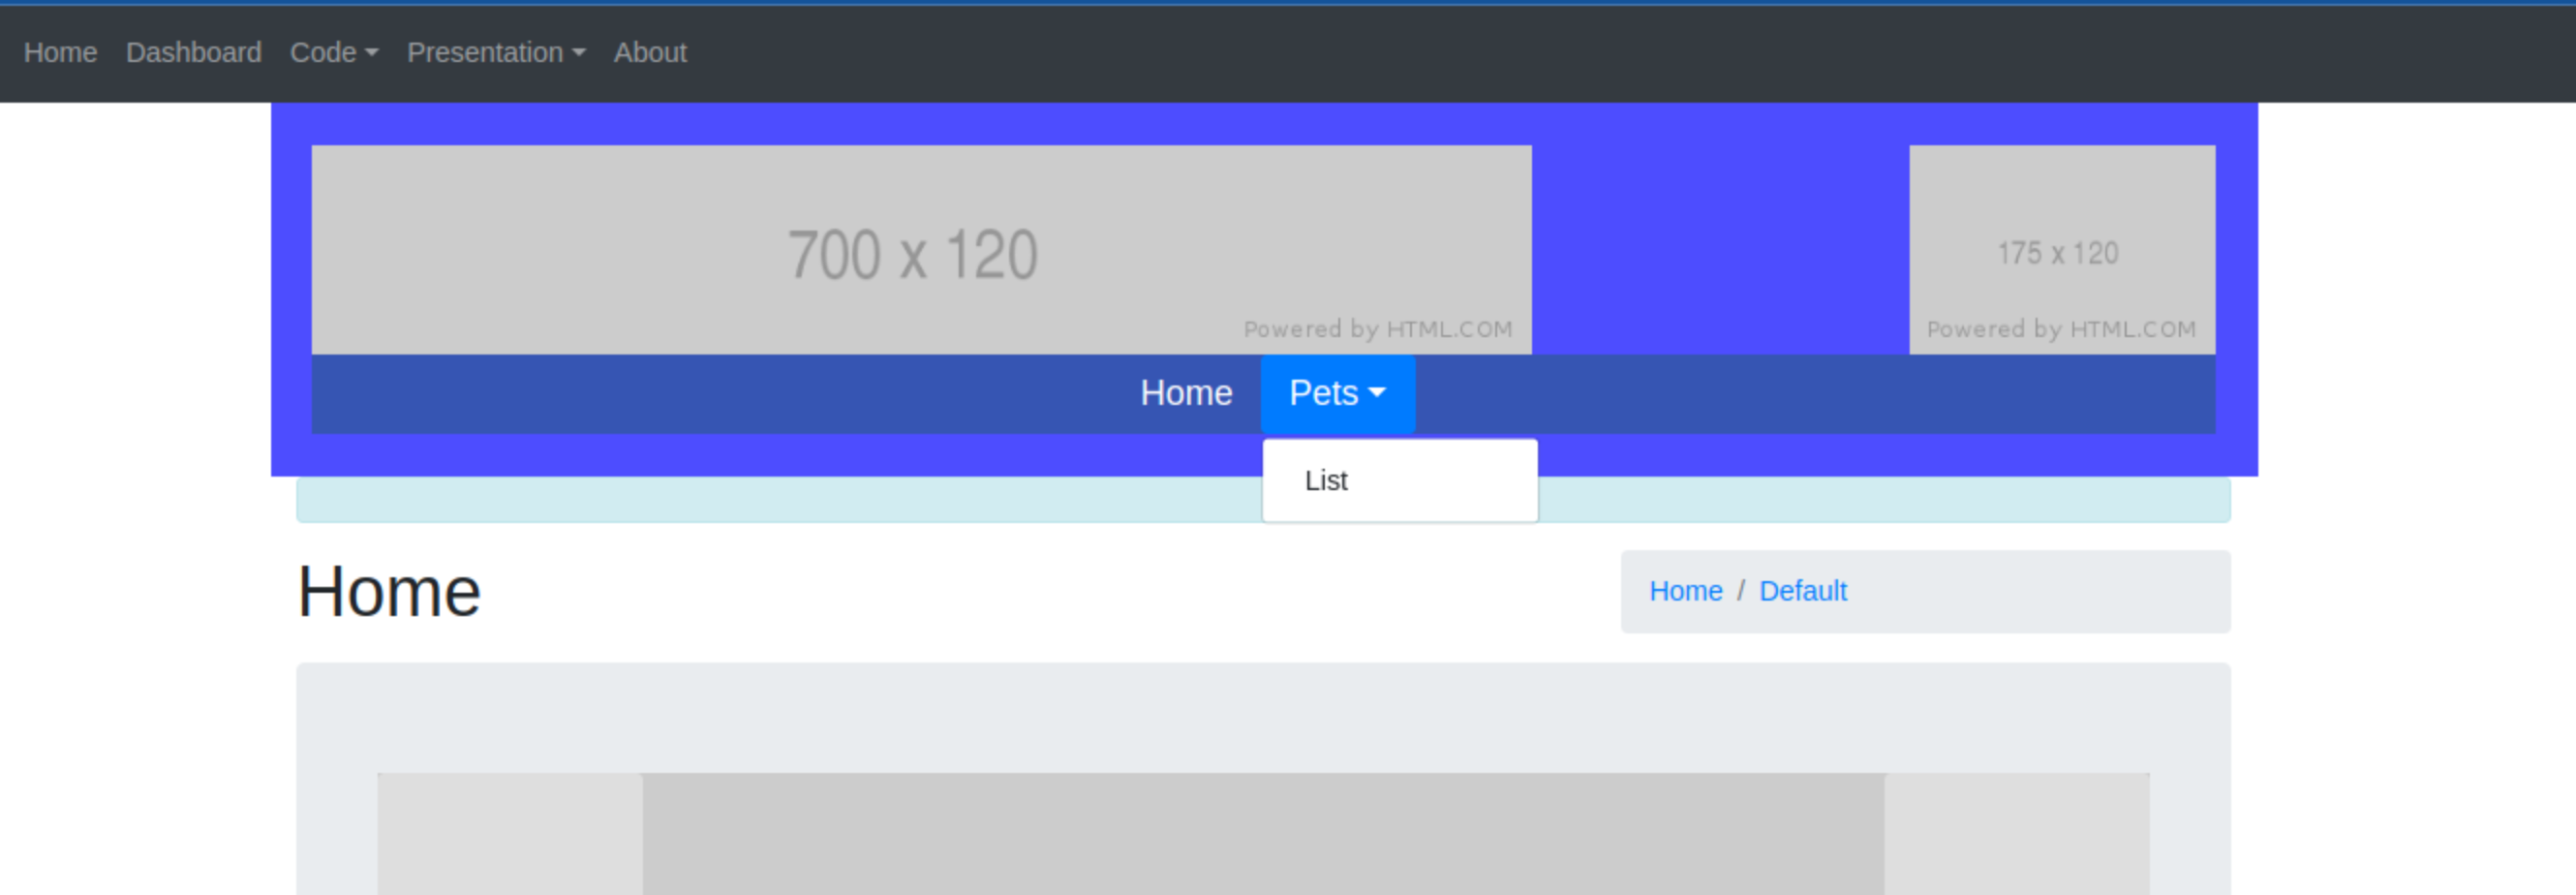 Home Dashboard Code Presentation About
700 x 120
Powered by HTML.COM
175 x 120
Powered by HTML.COM
Home Pets
List
Home
Home / Default